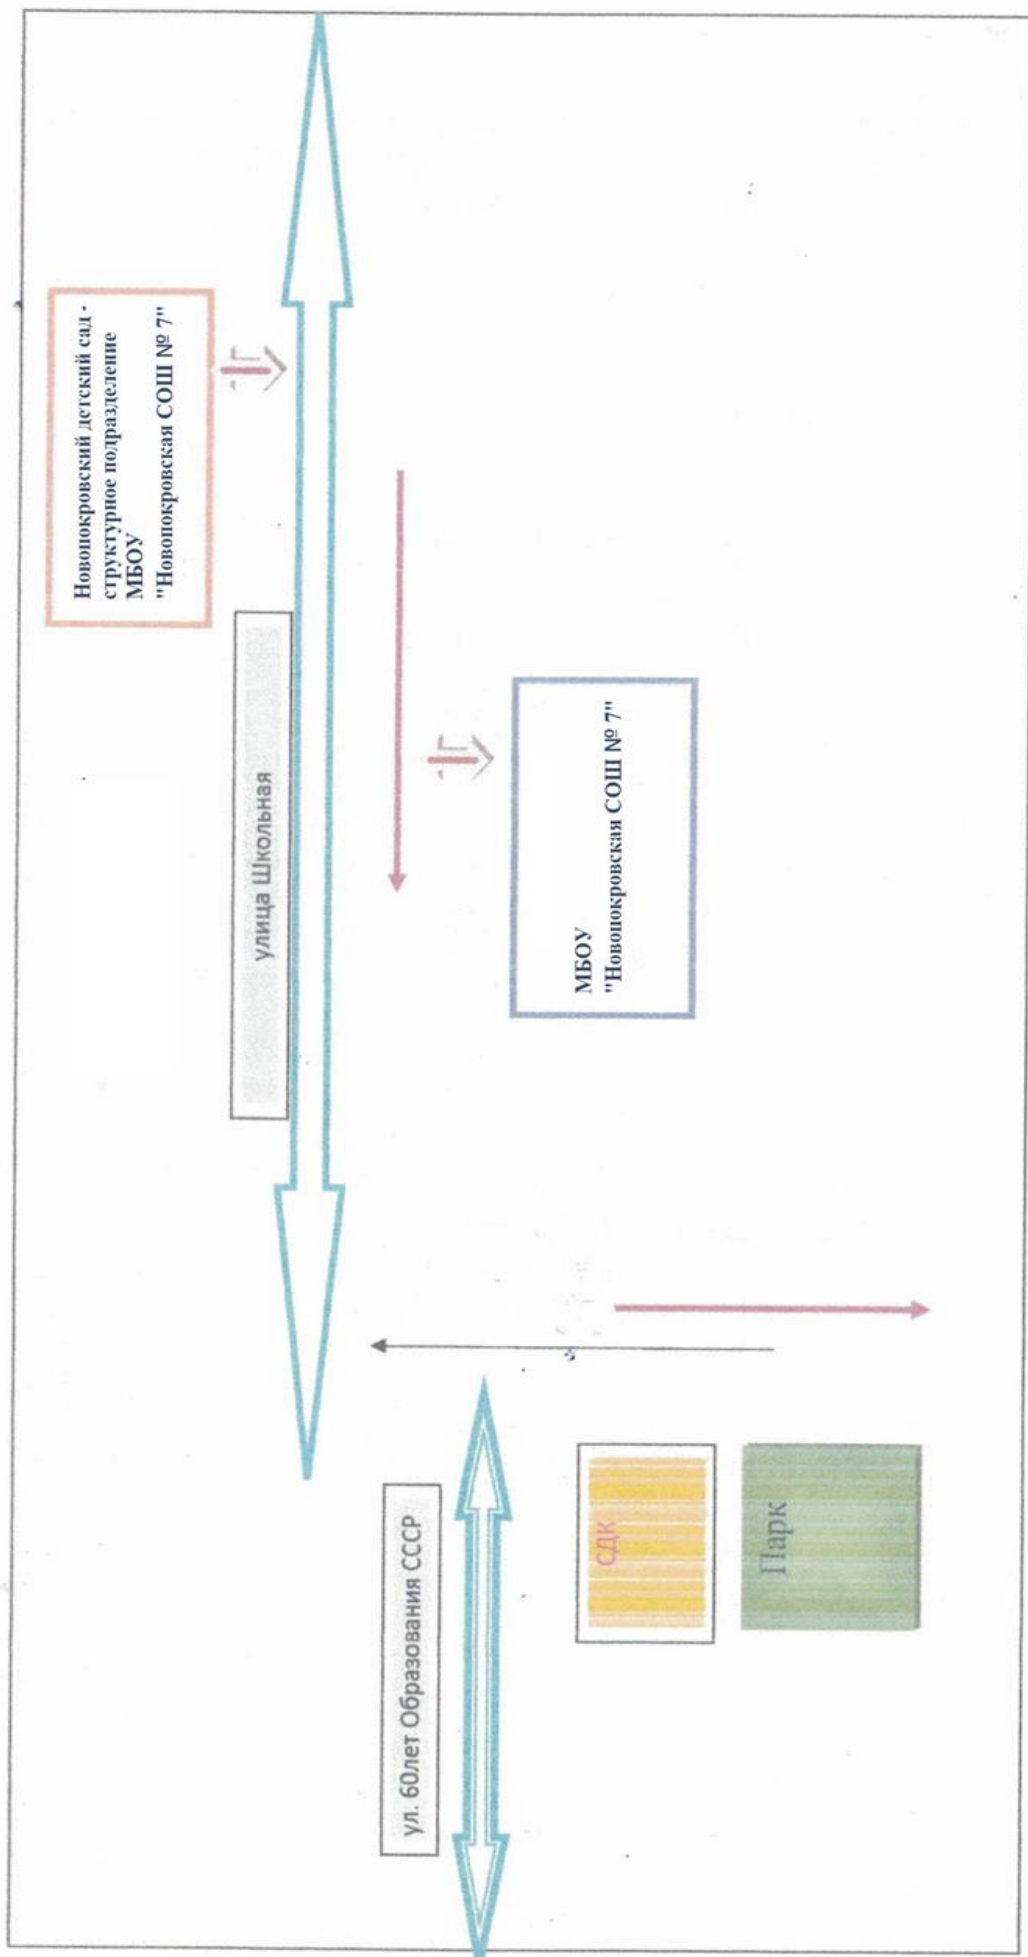 Новопокровский детский сад -
структурное подразделение
МБОУ
"Новопокровская СОШ № 7"
улица Школьная
МБОУ
"Новопокровская СОШ № 7"
ул. 60лет Образования СССР
СДК
Парк